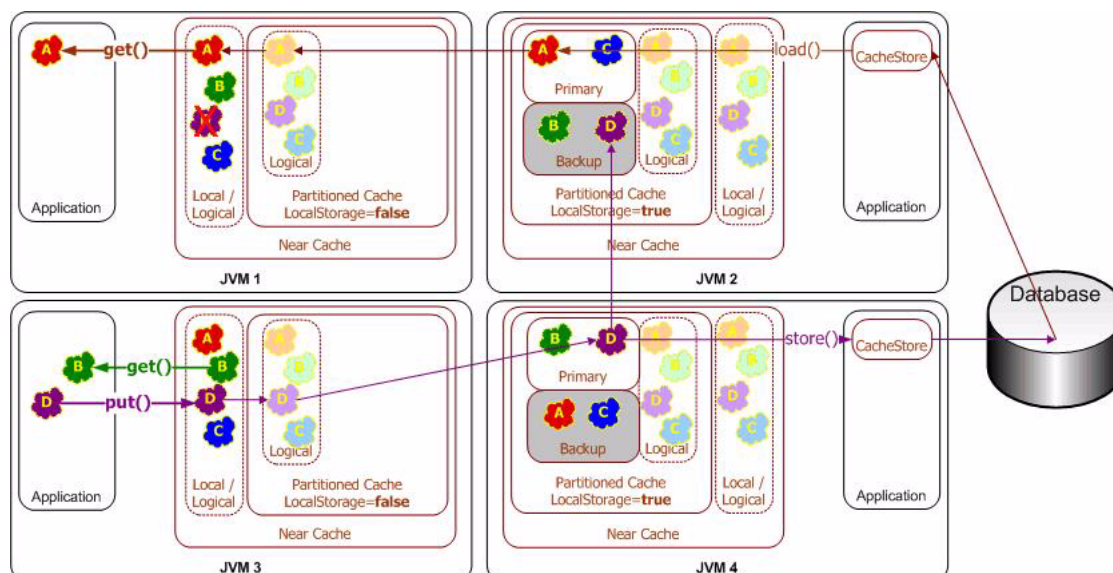 A
get()
A
A
B
X
C
B
D
C
Logical
Local /
Logical
Partitioned Cache
LocalStorage=false
Near Cache
Application
JVM 1
A
C
Primary
B
D
Backup
A
B
D
C
Logical
A
B
D
C
Local /
Logical
Partitioned Cache
LocalStorage=true
Near Cache
load()
CacheStore
Application
JVM 2
Database
B
get()
D
put()
A
B
D
C
A
B
D
C
Logical
Local /
Logical
Partitioned Cache
LocalStorage=false
Near Cache
Application
JVM 3
B
D
Primary
A
C
Backup
A
B
D
C
Logical
A
B
D
C
Local /
Logical
Partitioned Cache
LocalStorage=true
Near Cache
store()
CacheStore
Application
JVM 4